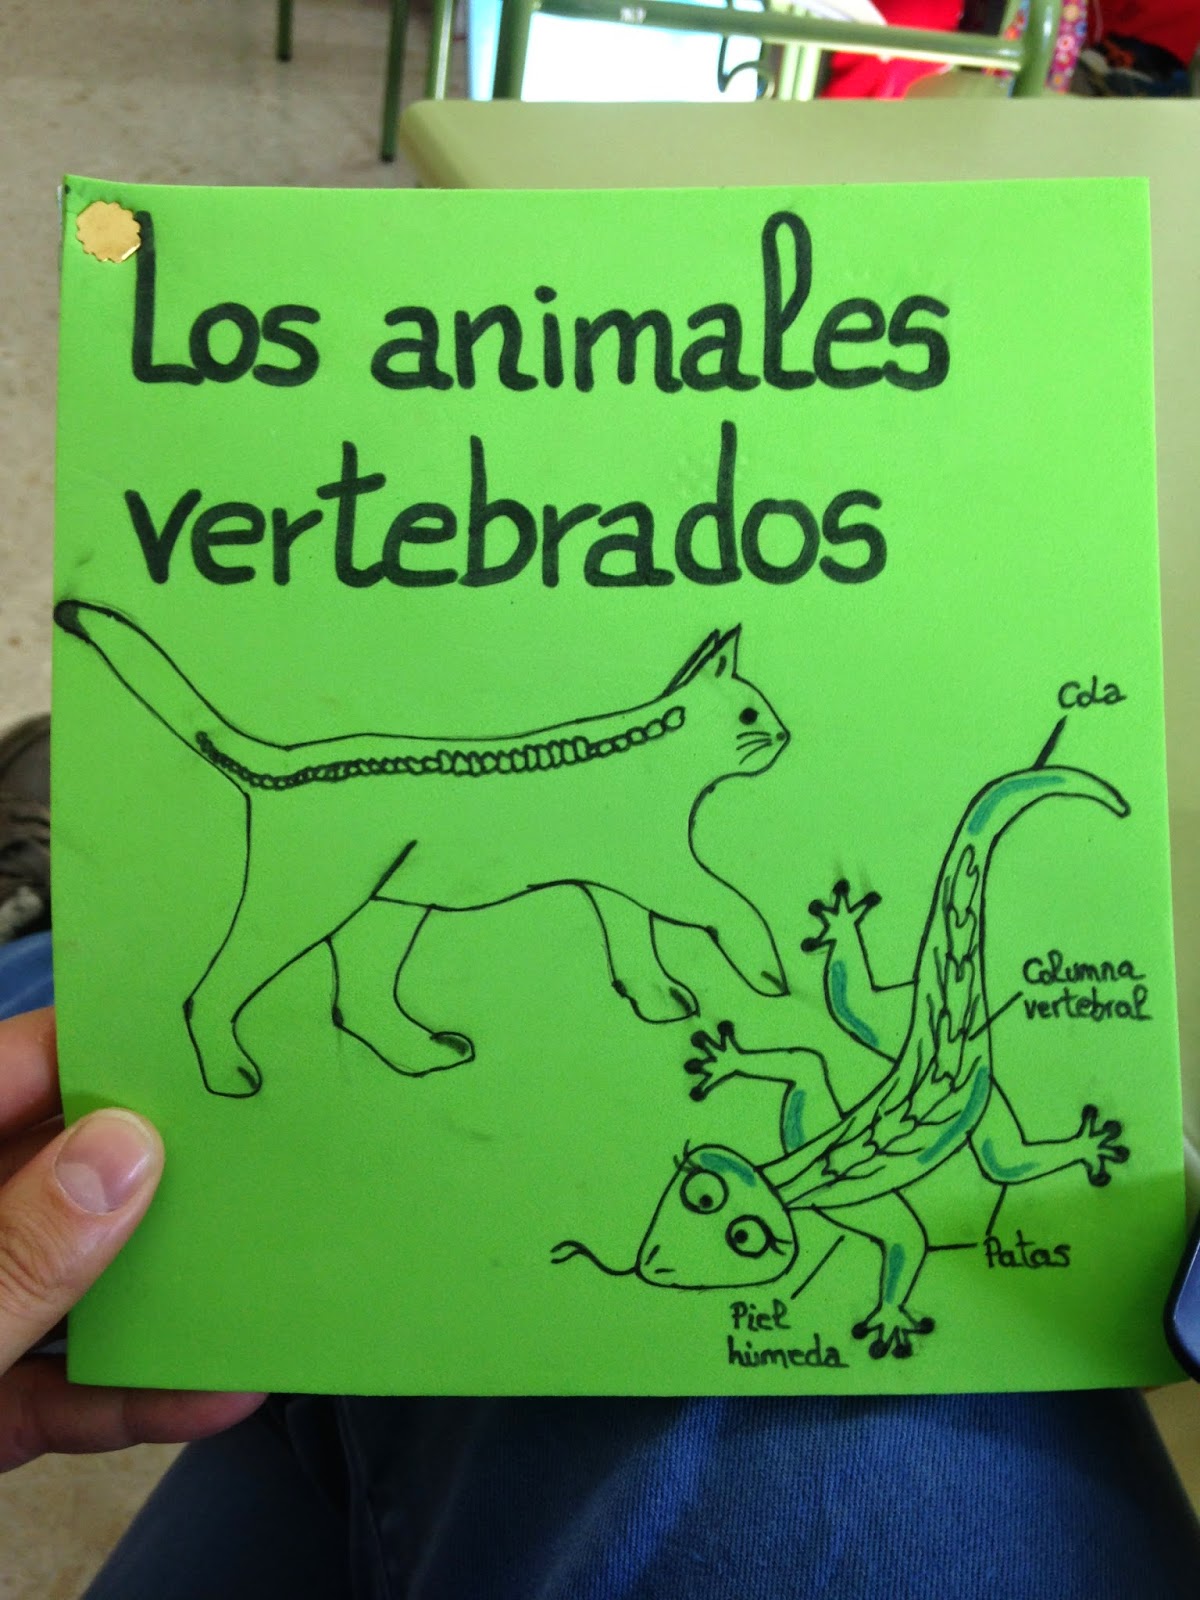 Los animales
vertebrados
Cola
Columna
vertebral
Patas
Piel
húmeda